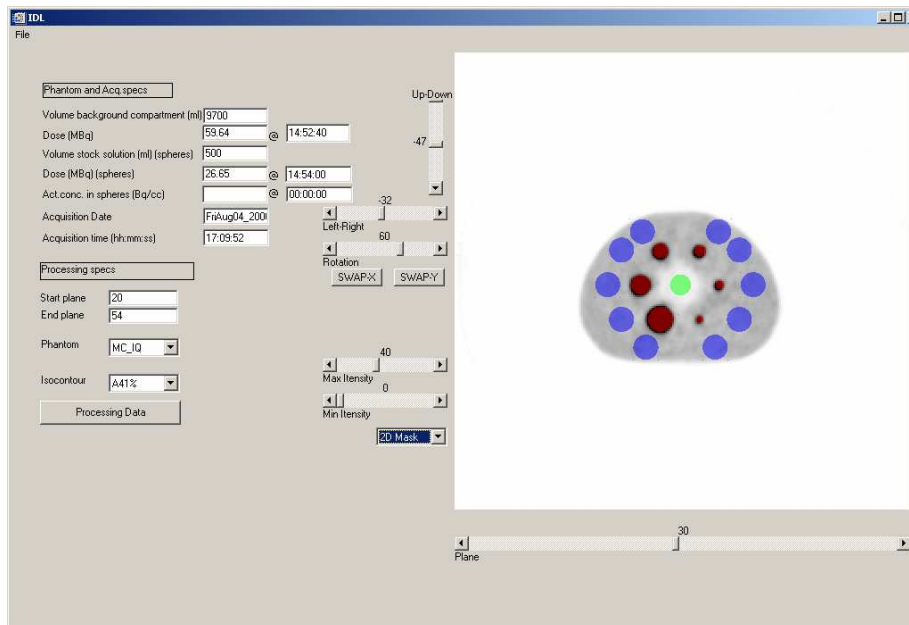 IDL
File
Phantom and Acq.specs
Volume background compartment (ml) 9700
Dose (MBq) 59.64 @ 14:52:40
Volume stock solution (ml) (spheres) 500
Dose (MBq) (spheres) 26.65 @ 14:54:00
Act.conc. in spheres (Bq/cc) @ 00:00:00
Acquisition Date FriAug04_200
Acquisition time (hh:mm:ss) 17:09:52
Processing specs
Start plane 20
End plane 54
Phantom MC_IQ
Isocontour A41%
Processing Data
Up-Down
-47
-32
Left-Right
60
Rotation
SWAP-X SWAP-Y
40
Max Itensity
0
Min Itensity
2D Mask
30
Plane